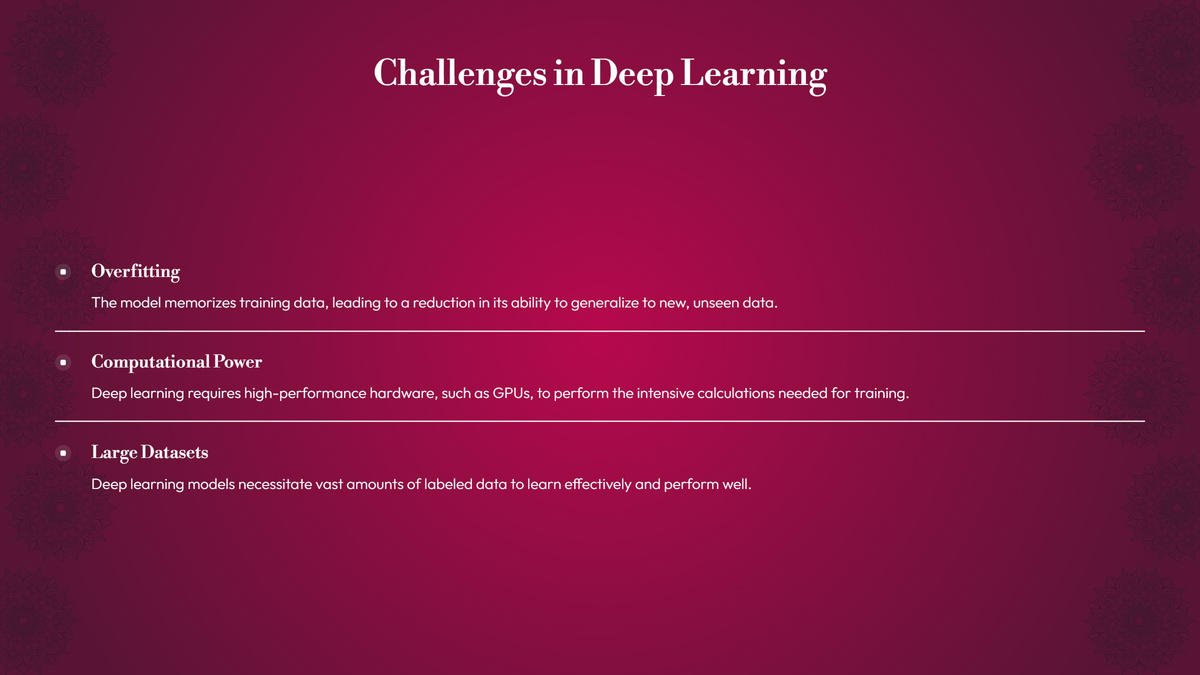 Challenges in Deep Learning
Overfitting
The model memorizes training data, leading to a reduction in its ability to generalize to new, unseen data.
Computational Power
Deep learning requires high-performance hardware, such as GPUs, to perform the intensive calculations needed for training.
Large Datasets
Deep learning models necessitate vast amounts of labeled data to learn effectively and perform well.